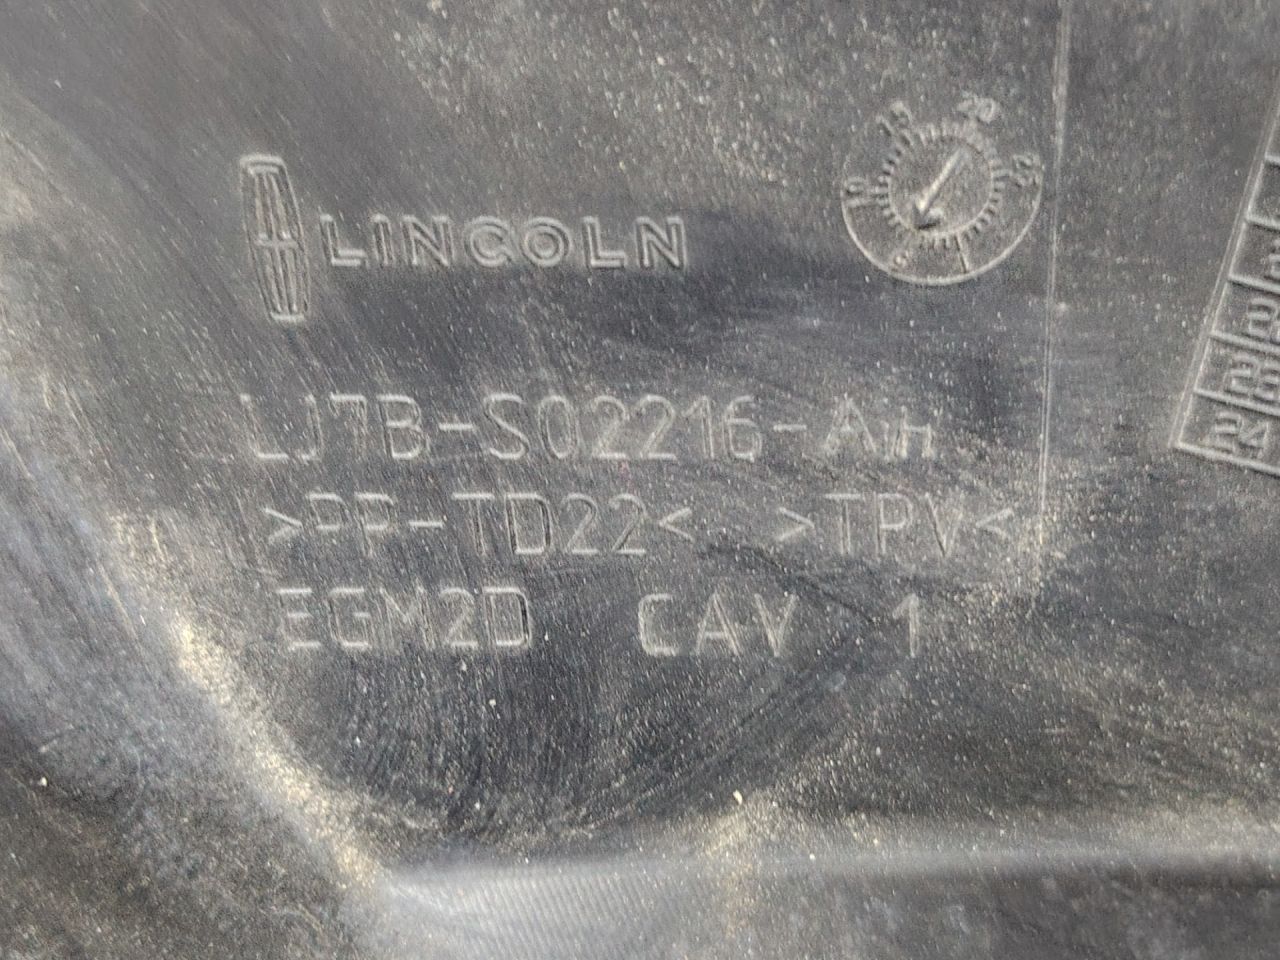 LINCOLN
LJ7B-S02216-AH
>PP-TD22< >TPV<
EGM2D CAV 1